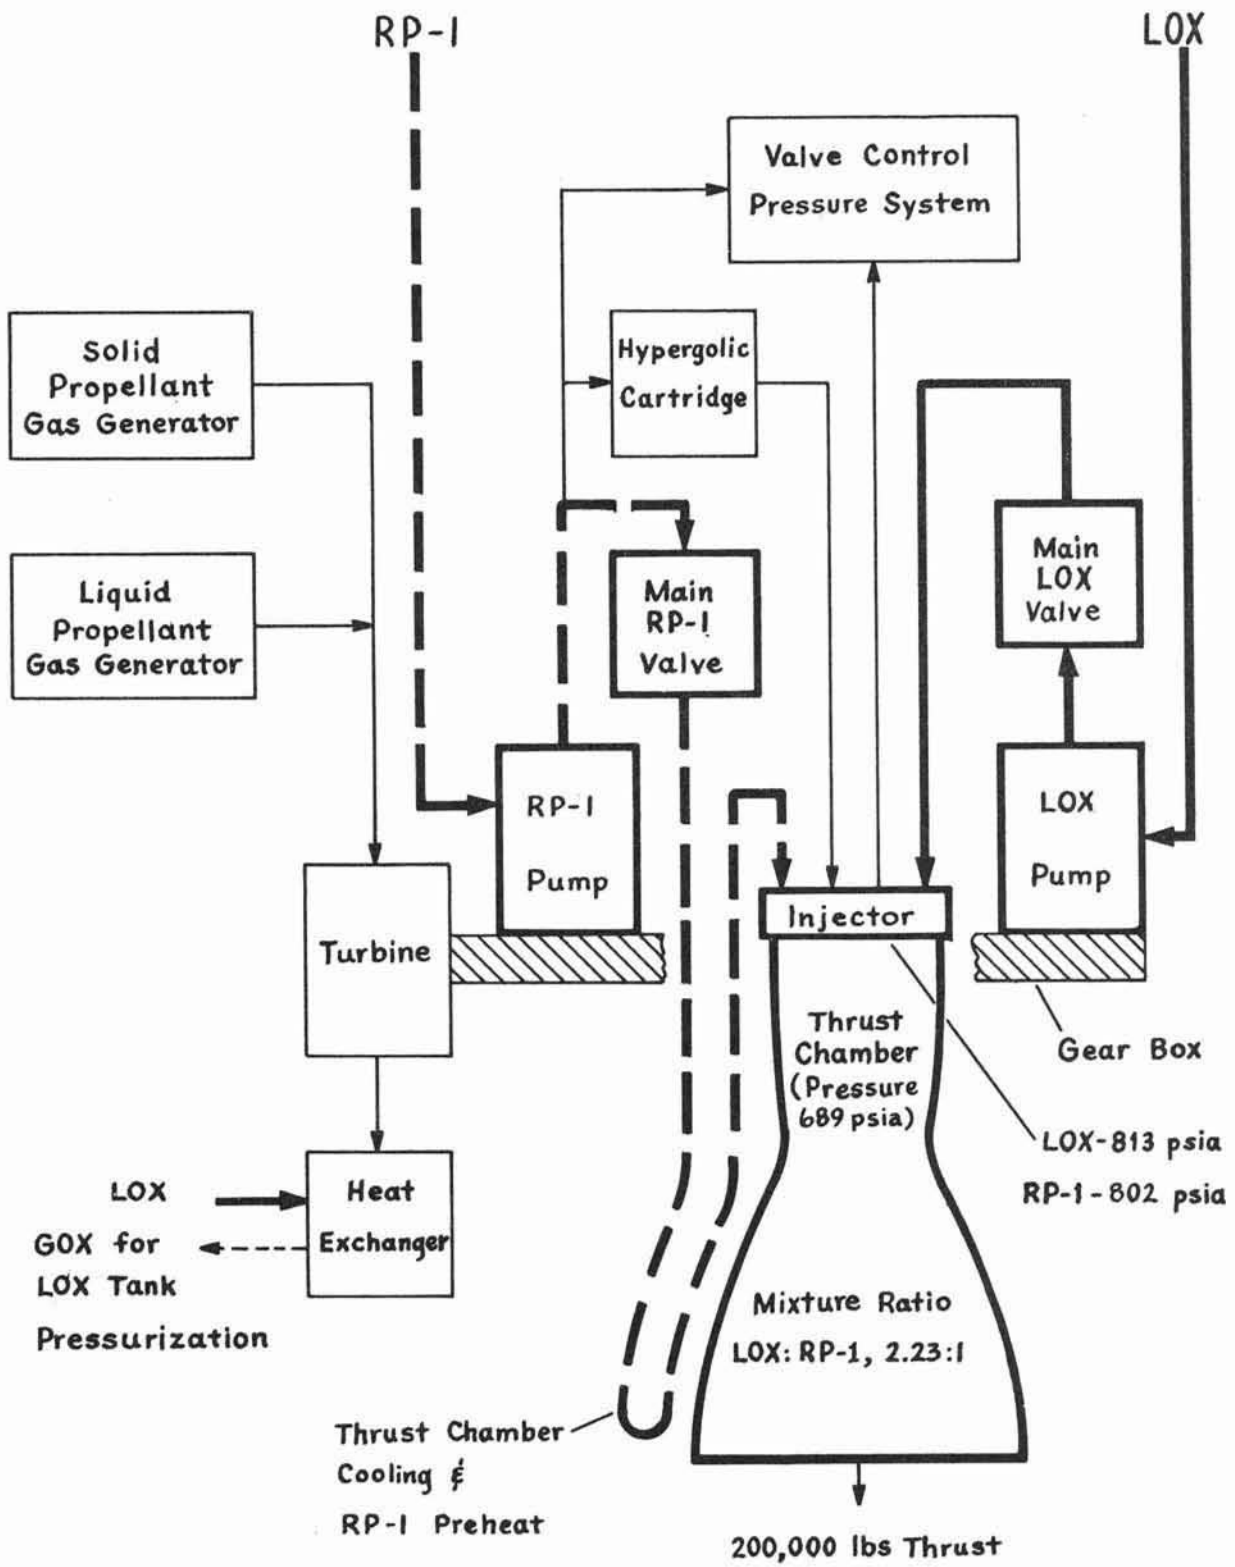 RP-1
LOX
Valve Control
Pressure System
Solid
Propellant
Gas Generator
Hypergolic
Cartridge
Liquid
Propellant
Gas Generator
Main
RP-1
Valve
Main
LOX
Valve
RP-1
Pump
LOX
Pump
Injector
Turbine
Thrust
Chamber
(Pressure
689 psia)
Gear Box
LOX-813 psia
RP-1-802 psia
LOX
GOX for
LOX Tank
Pressurization
Heat
Exchanger
Mixture Ratio
LOX: RP-1, 2.23:1
Thrust Chamber
Cooling &
RP-1 Preheat
200,000 lbs Thrust